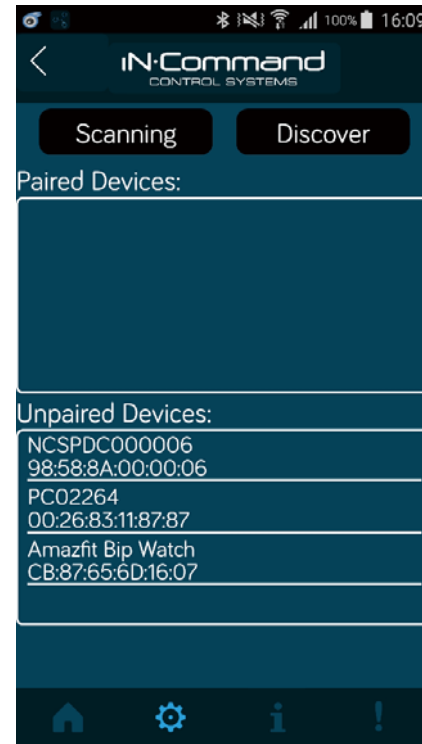 100% 16:09
iN·Command
CONTROL SYSTEMS
Scanning Discover
Paired Devices:
Unpaired Devices:
NCSPDC000006
98:58:8A:00:00:06
PC02264
00:26:83:11:87:87
Amazfit Bip Watch
CB:87:65:6D:16:07